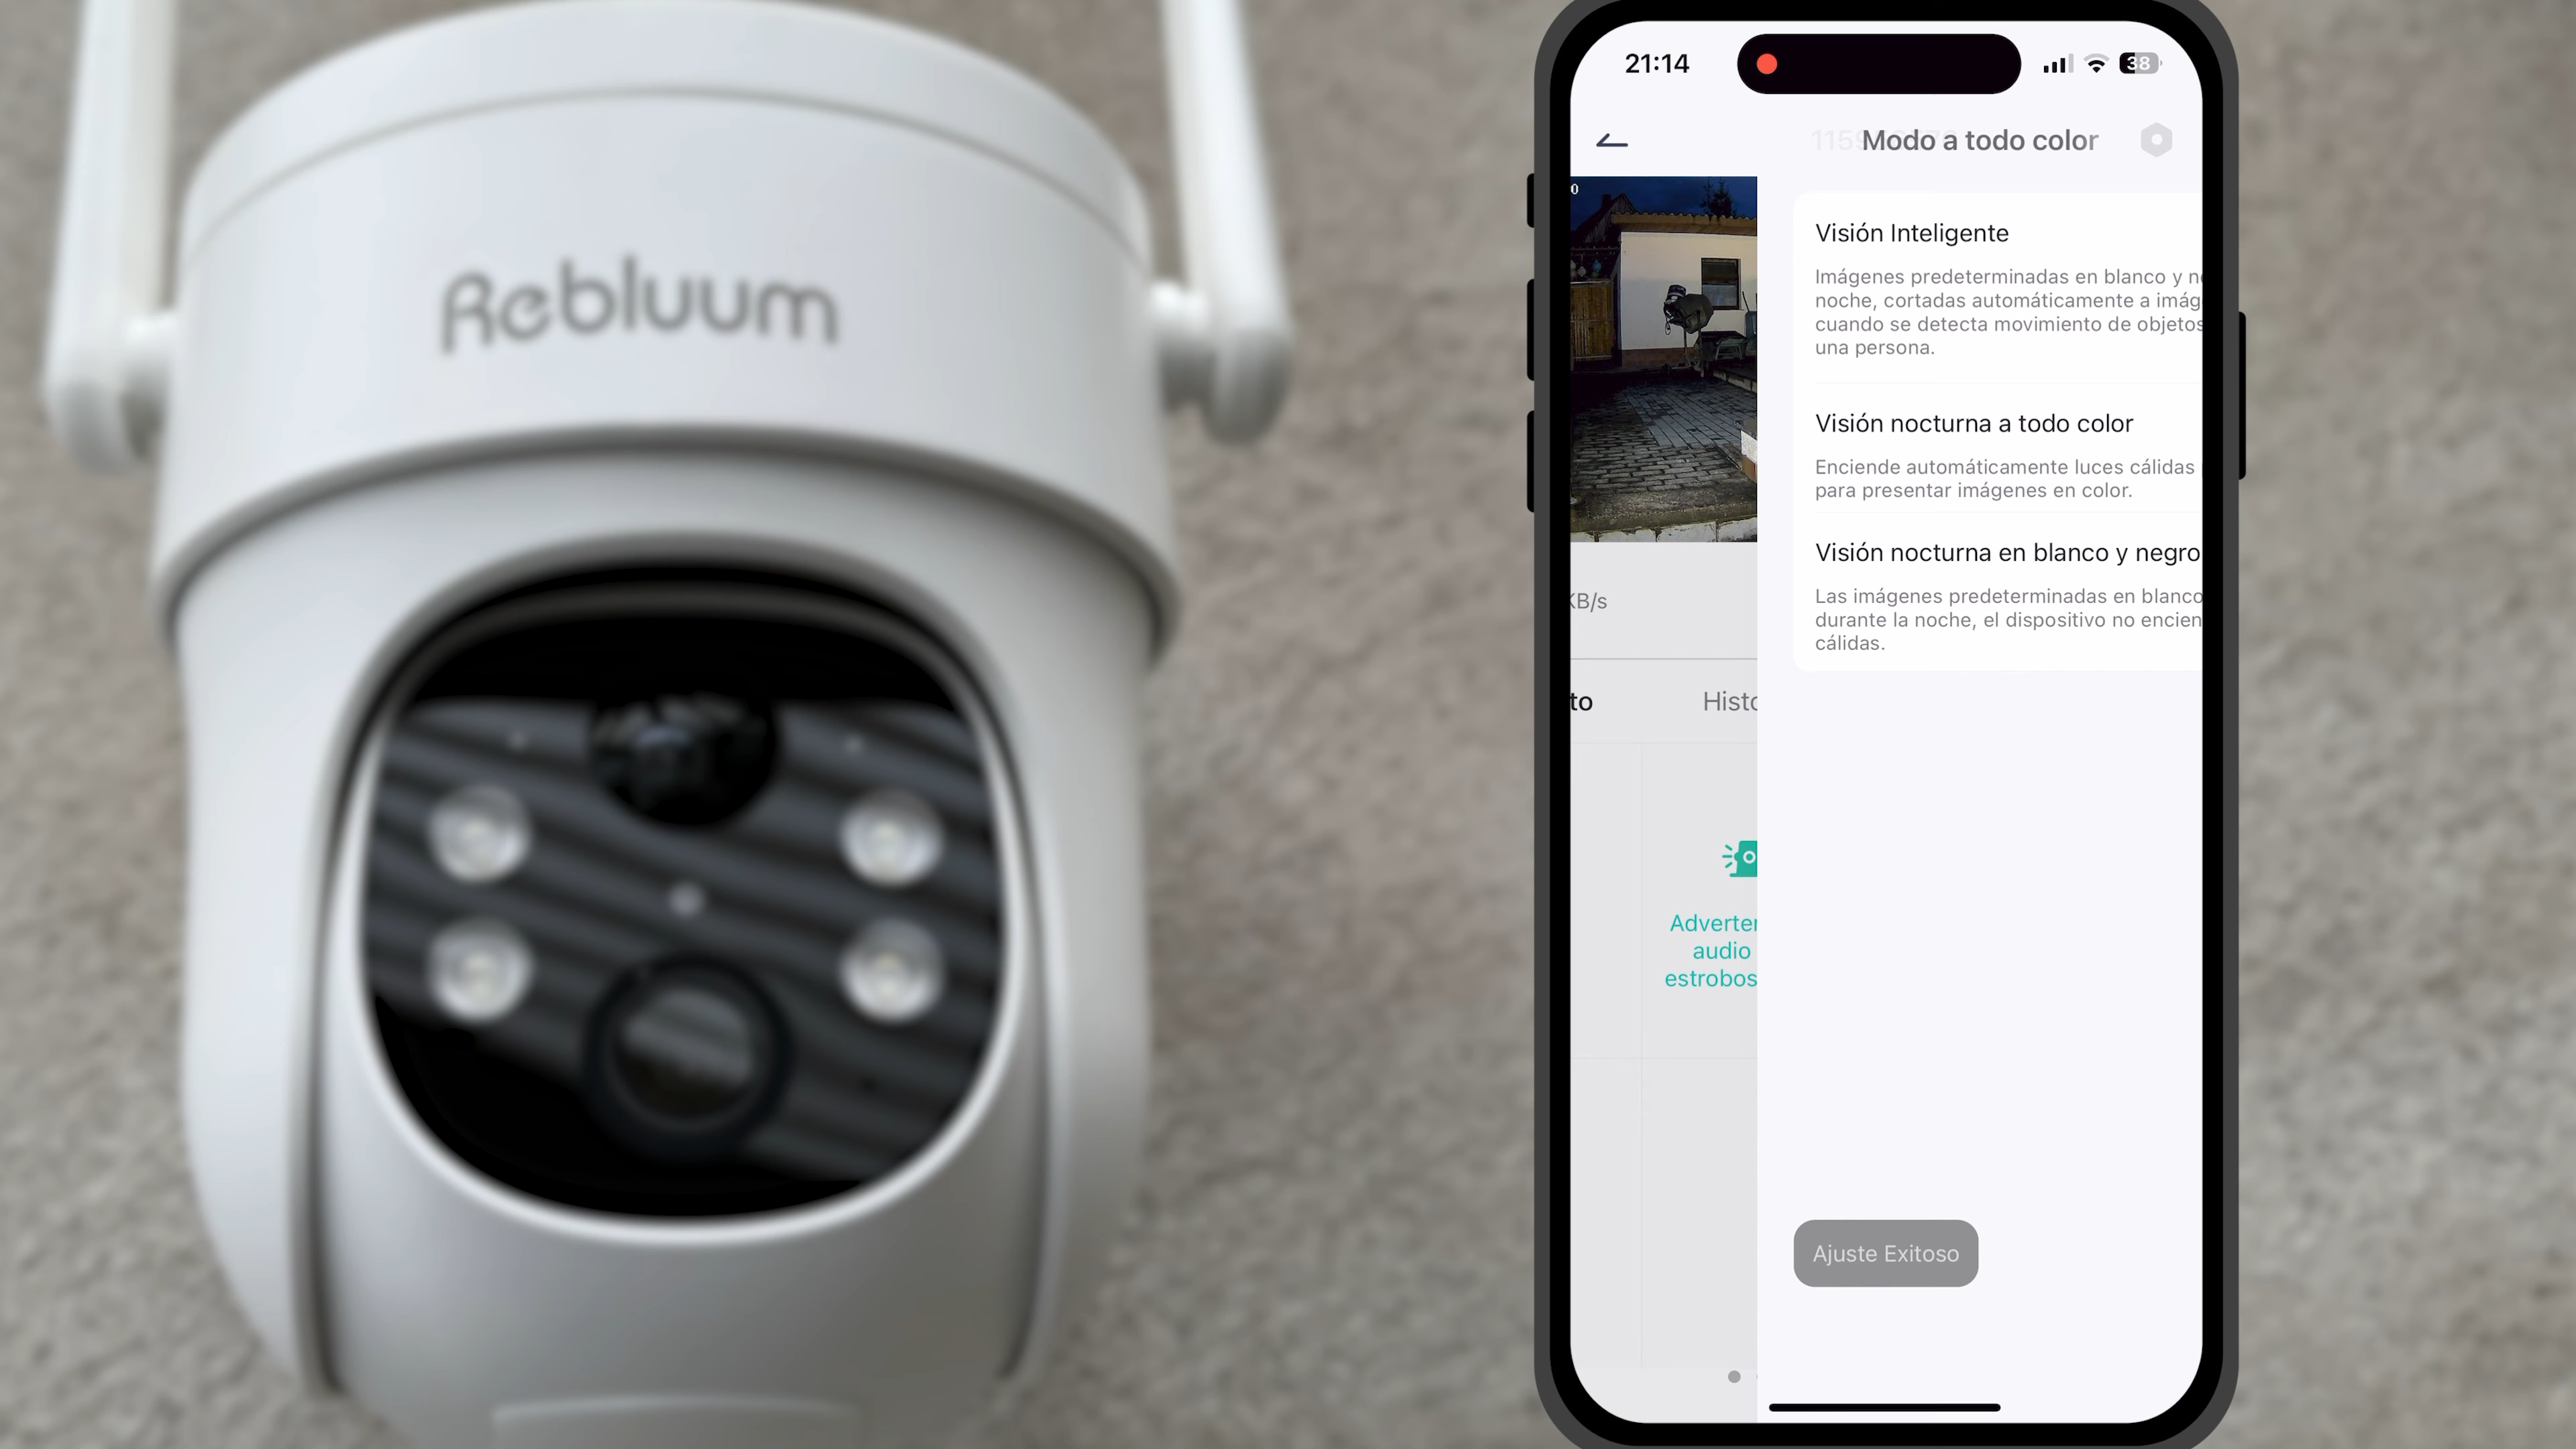 Rebluum
21:14
38
Modo a todo color
0
Visión Inteligente
Imágenes predeterminadas en blanco y
noche, cortadas automáticamente a
cuando se detecta movimiento de objetos
una persona.
Visión nocturna a todo color
Enciende automáticamente luces cálidas
para presentar imágenes en color.
Visión nocturna en blanco y negro
Las imágenes predeterminadas en blanco
durante la noche, el dispositivo no
cálidas.
KB/s
to
Histo
audio
Ajuste Exitoso